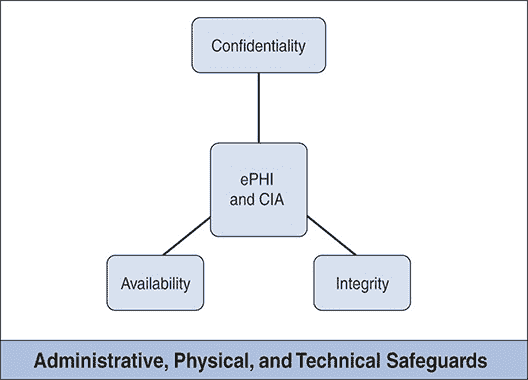 Confidentiality
ePHI
and CIA
Availability
Integrity
Administrative, Physical, and Technical Safeguards